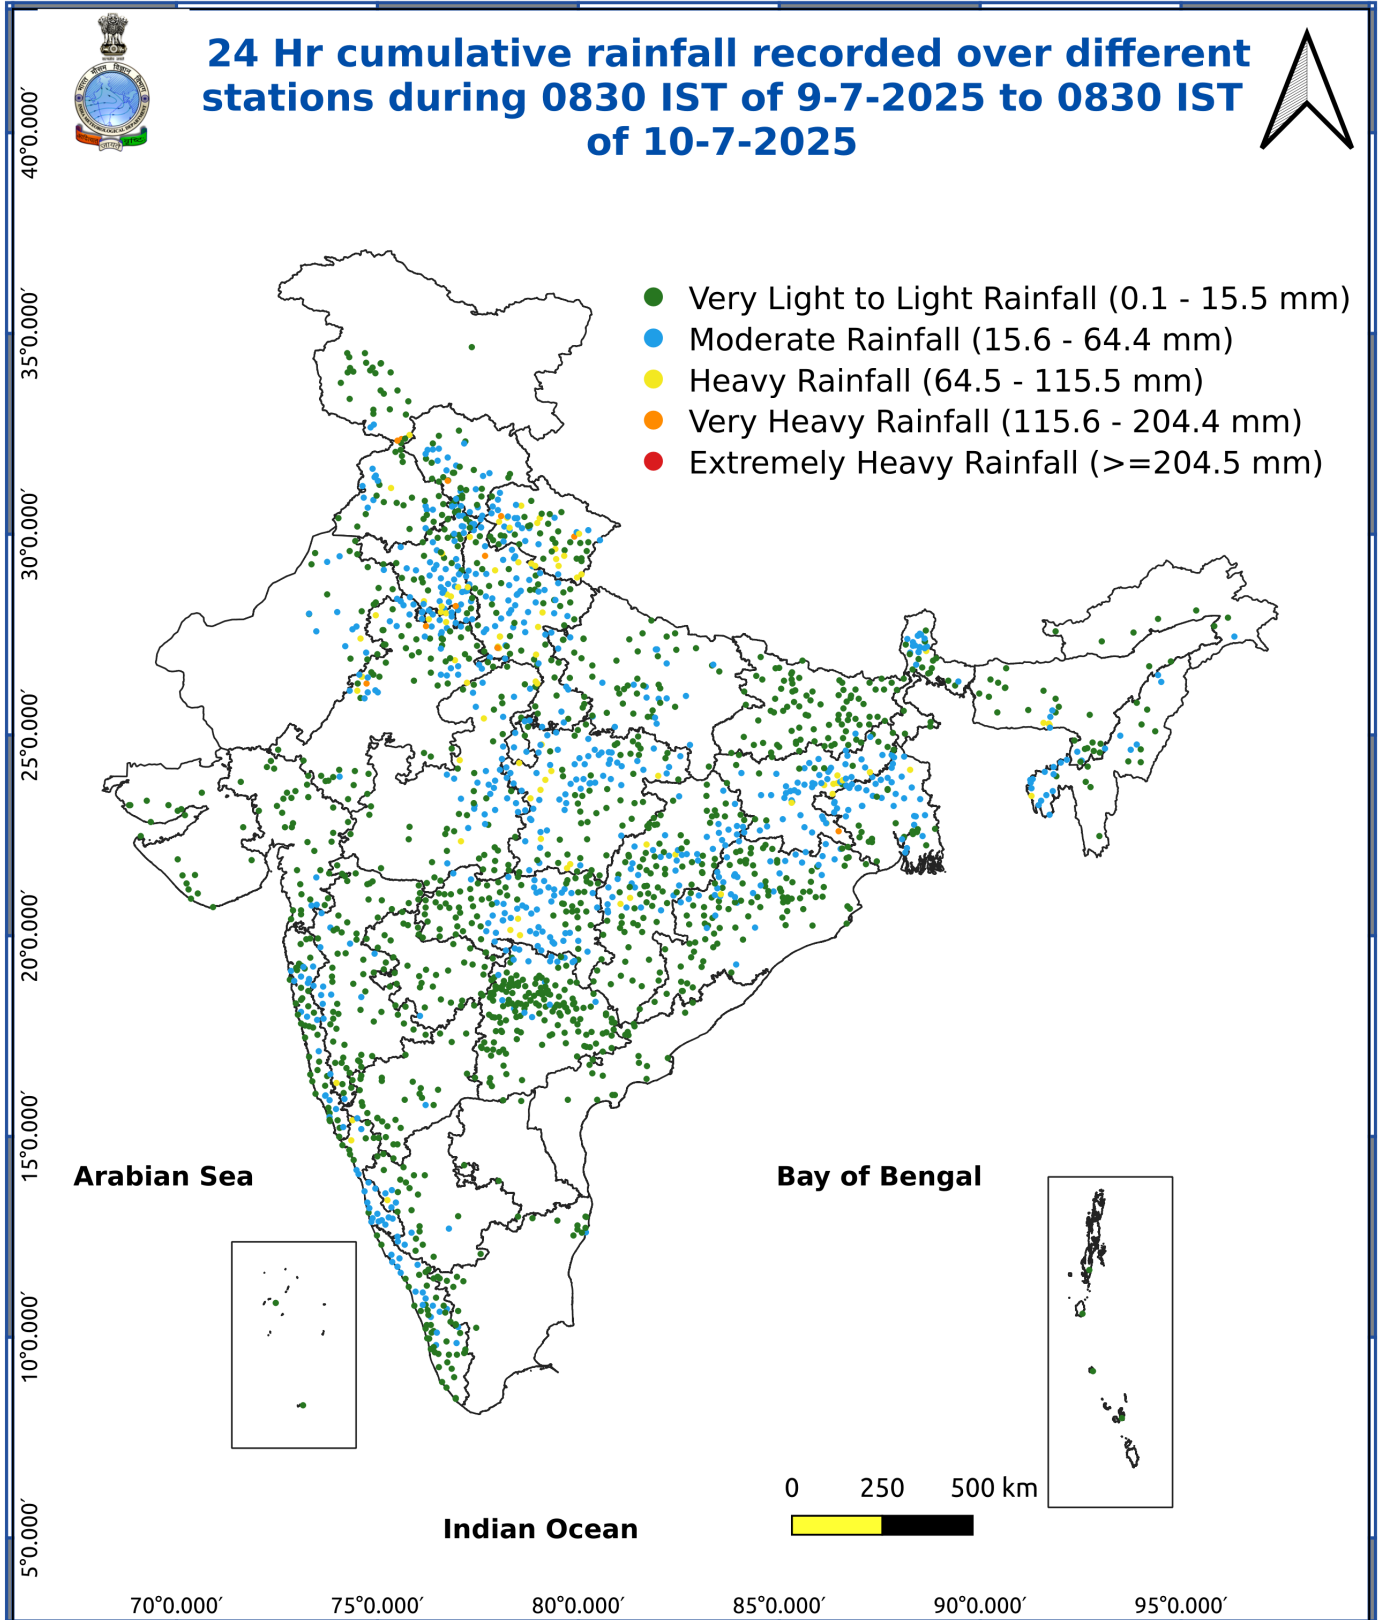 24 Hr cumulative rainfall recorded over different
stations during 0830 IST of 9-7-2025 to 0830 IST
of 10-7-2025
Very Light to Light Rainfall (0.1 - 15.5 mm)
Moderate Rainfall (15.6 - 64.4 mm)
Heavy Rainfall (64.5 - 115.5 mm)
Very Heavy Rainfall (115.6 - 204.4 mm)
Extremely Heavy Rainfall (>=204.5 mm)
40°0.000′
35°0.000′
30°0.000′
25°0.000′
20°0.000′
15°0.000′
10°0.000′
5°0.000′
Arabian Sea
Bay of Bengal
Indian Ocean
0 250 500 km
70°0.000′ 75°0.000′ 80°0.000′ 85°0.000′ 90°0.000′ 95°0.000′